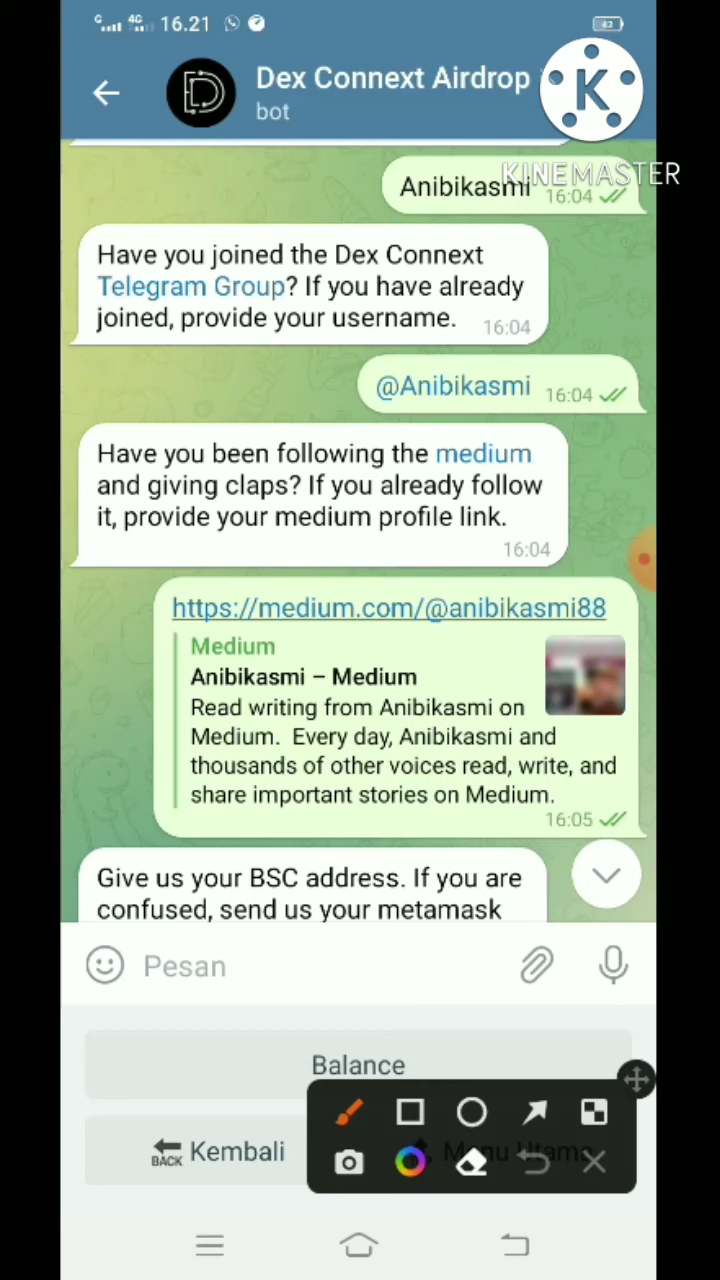 G 4G 16.21 62
Dex Connext Airdrop
bot
K
KINEMASTER
Anibikasmi 16:04
Have you joined the Dex Connext
Telegram Group? If you have already
joined, provide your username. 16:04
@Anibikasmi 16:04
Have you been following the medium
and giving claps? If you already follow
it, provide your medium profile link.
16:04
https://medium.com/@anibikasmi88
Medium
Anibikasmi – Medium
Read writing from Anibikasmi on
Medium. Every day, Anibikasmi and
thousands of other voices read, write, and
share important stories on Medium.
16:05
Give us your BSC address. If you are
confused, send us your metamask
Pesan
Balance
BACK Kembali
Menu Utama